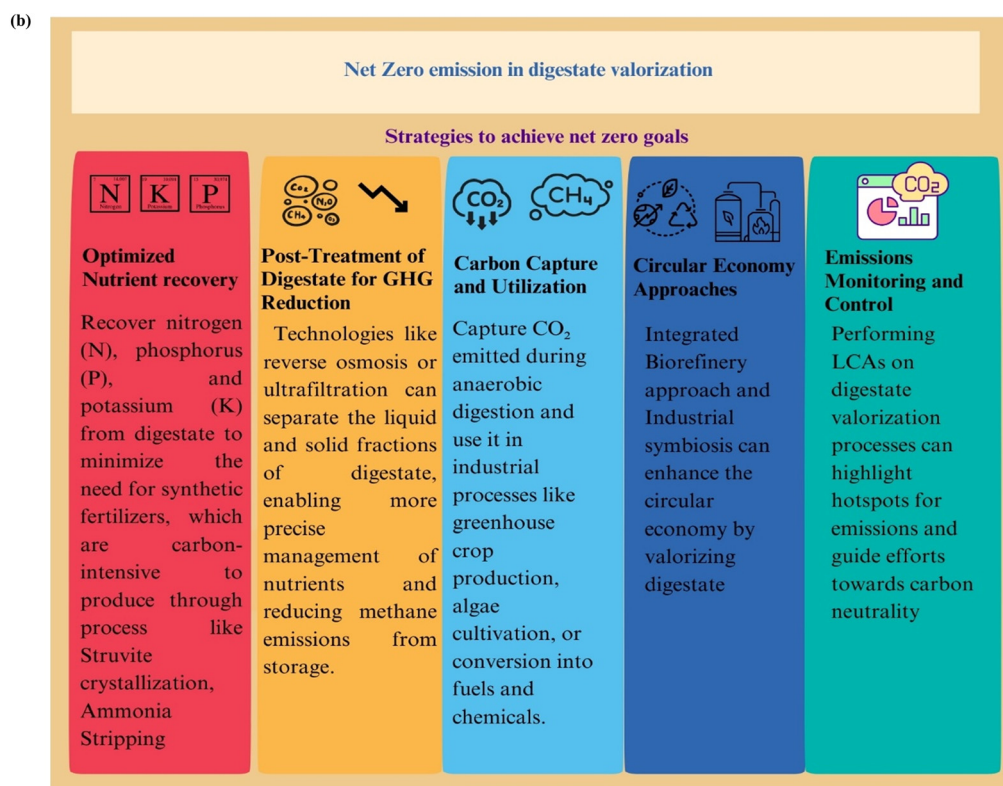 (b)
Net Zero emission in digestate valorization
Strategies to achieve net zero goals
N
Nitrogen
K
Potassium
P
Phosphorus
Optimized
Nutrient recovery
Recover nitrogen
(N), phosphorus
(P), and
potassium (K)
from digestate to
minimize the
need for synthetic
fertilizers, which
are carbon-
intensive to
produce through
process like
Struvite
crystallization,
Ammonia
Stripping
CO₂
N₂O
CH₄
Post-Treatment of
Digestate for GHG
Reduction
Technologies like
reverse osmosis or
ultrafiltration can
separate the liquid
and solid fractions
of digestate,
enabling more
precise
management of
nutrients and
reducing methane
emissions from
storage.
CO₂
CH₄
Carbon Capture
and Utilization
Capture CO₂
emitted during
anaerobic
digestion and
use it in
industrial
processes like
greenhouse
crop
production,
algae
cultivation, or
conversion into
fuels and
chemicals.
Circular Economy
Approaches
Integrated
Biorefinery
approach and
Industrial
symbiosis can
enhance the
circular
economy by
valorizing
digestate
CO₂
Emissions
Monitoring and
Control
Performing
LCAs on
digestate
valorization
processes can
highlight
hotspots for
emissions and
guide efforts
towards carbon
neutrality